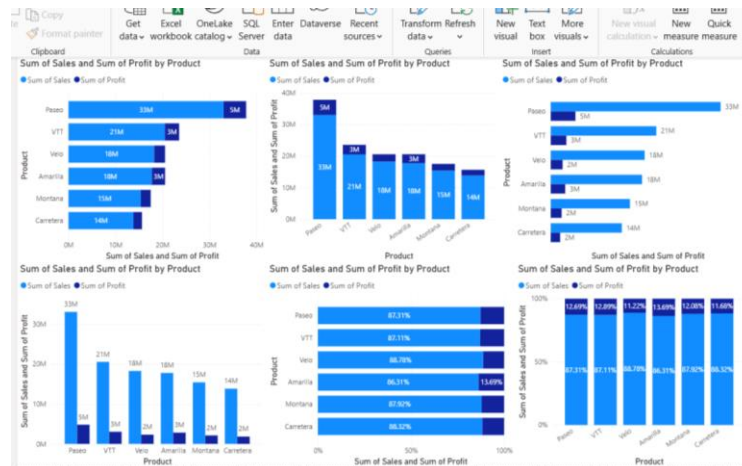 Copy
Format painter
Clipboard
Get data
Excel workbook
OneLake catalog
SQL Server
Enter data
Dataverse
Recent sources
Data
Transform data
Refresh
Queries
New visual
Text box
More visuals
Insert
New visual calculation
New measure
Quick measure
Calculations
Sum of Sales and Sum of Profit by Product
Sum of Sales Sum of Profit
Product
Paseo 33M 5M
VTT 21M 3M
Velo 18M
Amarilla 18M 3M
Montana 15M
Carretera 14M
0M 10M 20M 30M 40M
Sum of Sales and Sum of Profit
Sum of Sales and Sum of Profit by Product
Sum of Sales Sum of Profit
Sum of Sales and Sum of Profit
40M
30M
20M
10M
0M
5M 3M 3M
33M 21M 18M 18M 15M 14M
Paseo VTT Velo Amarilla Montana Carretera
Product
Sum of Sales and Sum of Profit by Product
Sum of Sales Sum of Profit
Product
Paseo 33M
5M
VTT 21M
3M
Velo 18M
2M
Amarilla 18M
3M
Montana 15M
2M
Carretera 14M
2M
Sum of Sales and Sum of Profit
Sum of Sales and Sum of Profit by Product
Sum of Sales Sum of Profit
Sum of Sales and Sum of Profit
30M
20M
10M
0M
33M 21M 18M 18M 15M 14M
5M 3M 2M 3M 2M 2M
Paseo VTT Velo Amarilla Montana Carretera
Product
Sum of Sales and Sum of Profit by Product
Sum of Sales Sum of Profit
Product
Paseo 87.31%
VTT 87.11%
Velo 88.78%
Amarilla 86.31% 13.69%
Montana 87.92%
Carretera 88.32%
0% 50% 100%
Sum of Sales and Sum of Profit
Sum of Sales and Sum of Profit by Product
Sum of Sales Sum of Profit
Sum of Sales and Sum of Profit
100%
50%
0%
12.69% 12.89% 11.22% 13.69% 12.08% 11.68%
87.31% 87.11% 88.78% 86.31% 87.92% 88.32%
Paseo VTT Velo Amarilla Montana Carretera
Product